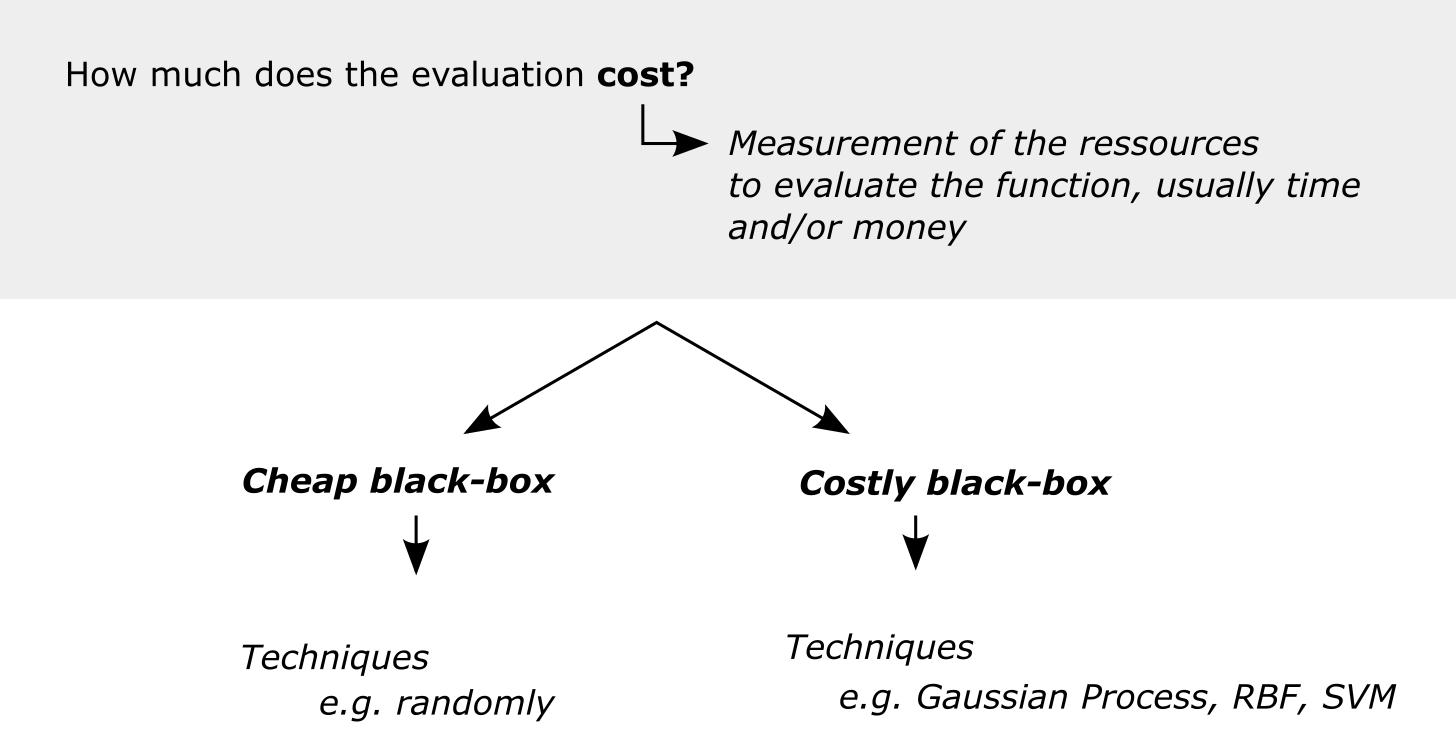 How much does the evaluation cost?
Measurement of the ressources
to evaluate the function, usually time
and/or money
Cheap black-box
Costly black-box
Techniques
e.g. randomly
Techniques
e.g. Gaussian Process, RBF, SVM